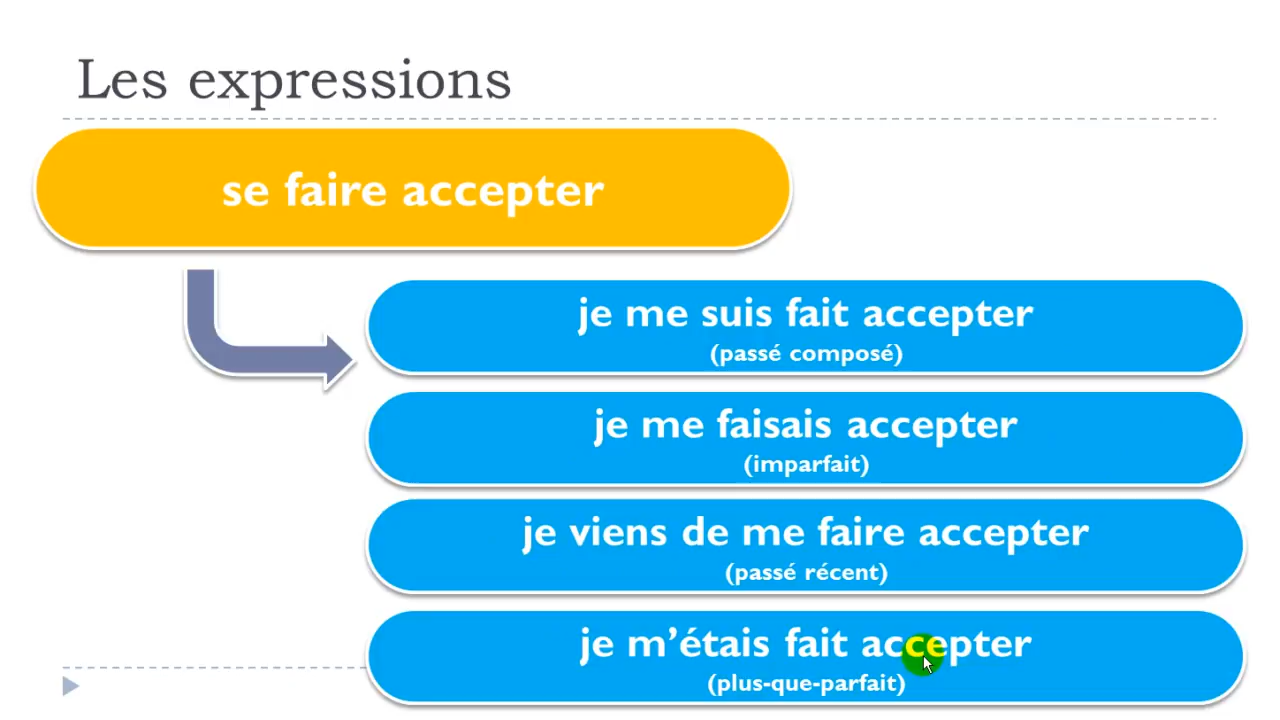 Les expressions
se faire accepter
je me suis fait accepter
(passé composé)
je me faisais accepter
(imparfait)
je viens de me faire accepter
(passé récent)
je m’étais fait accepter
(plus-que-parfait)